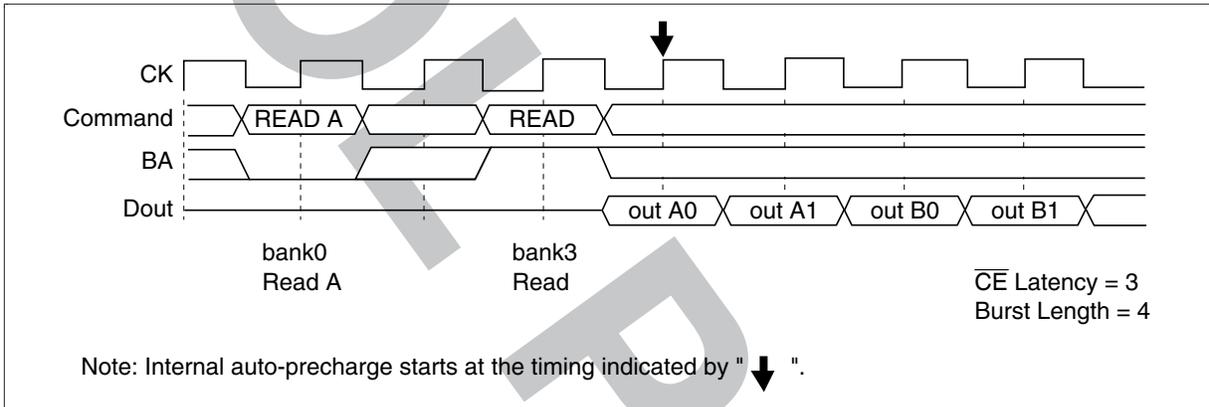 CK
Command READ A READ
BA
Dout out A0 out A1 out B0 out B1
bank0 bank3
Read A Read
CE Latency = 3
Burst Length = 4
Note: Internal auto-precharge starts at the timing indicated by " ".